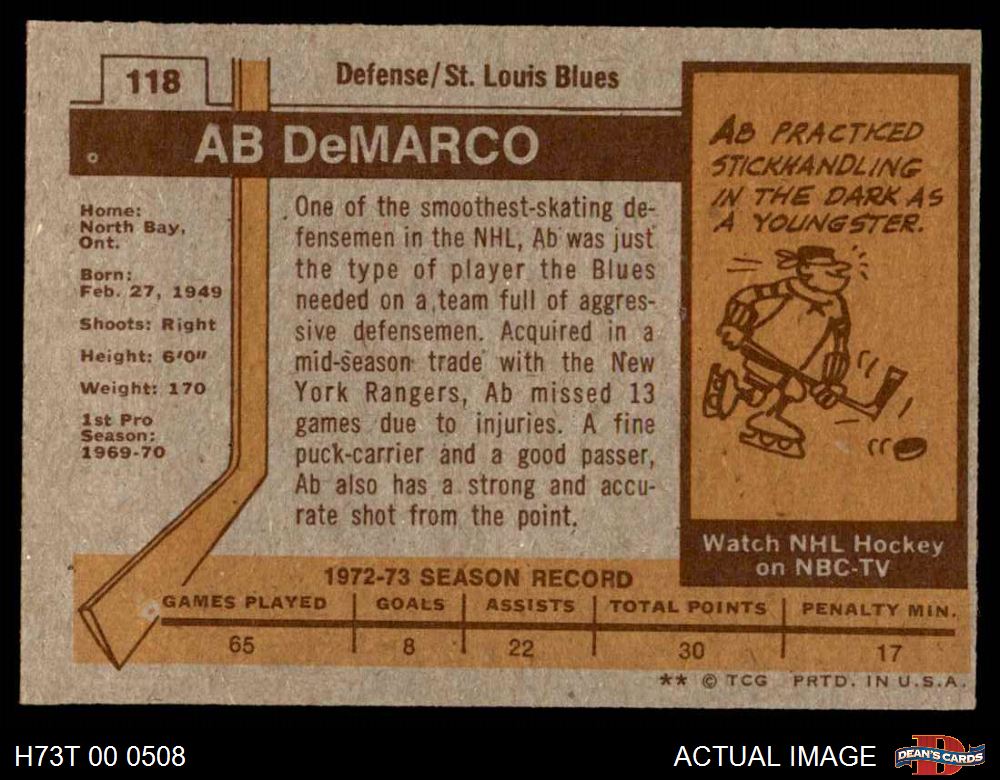 118
Defense/St. Louis Blues
AB DeMARCO
Home:
North Bay,
Ont.
Born:
Feb. 27, 1949
Shoots: Right
Height: 6'0"
Weight: 170
1st Pro
Season:
1969-70
One of the smoothest-skating de-
fensemen in the NHL, Ab was just
the type of player the Blues
needed on a team full of aggres-
sive defensemen. Acquired in a
mid-season trade with the New
York Rangers, Ab missed 13
games due to injuries. A fine
puck-carrier and a good passer,
Ab also has a strong and accu-
rate shot from the point.
AB PRACTICED
STICKHANDLING
IN THE DARK AS
A YOUNGSTER.
Watch NHL Hockey
on NBC-TV
1972-73 SEASON RECORD
GAMES PLAYED GOALS ASSISTS TOTAL POINTS PENALTY MIN.
65 8 22 30 17
** © TCG PRTD. IN U.S.A.
H73T 00 0508
ACTUAL IMAGE
D
DEAN'S CARDS